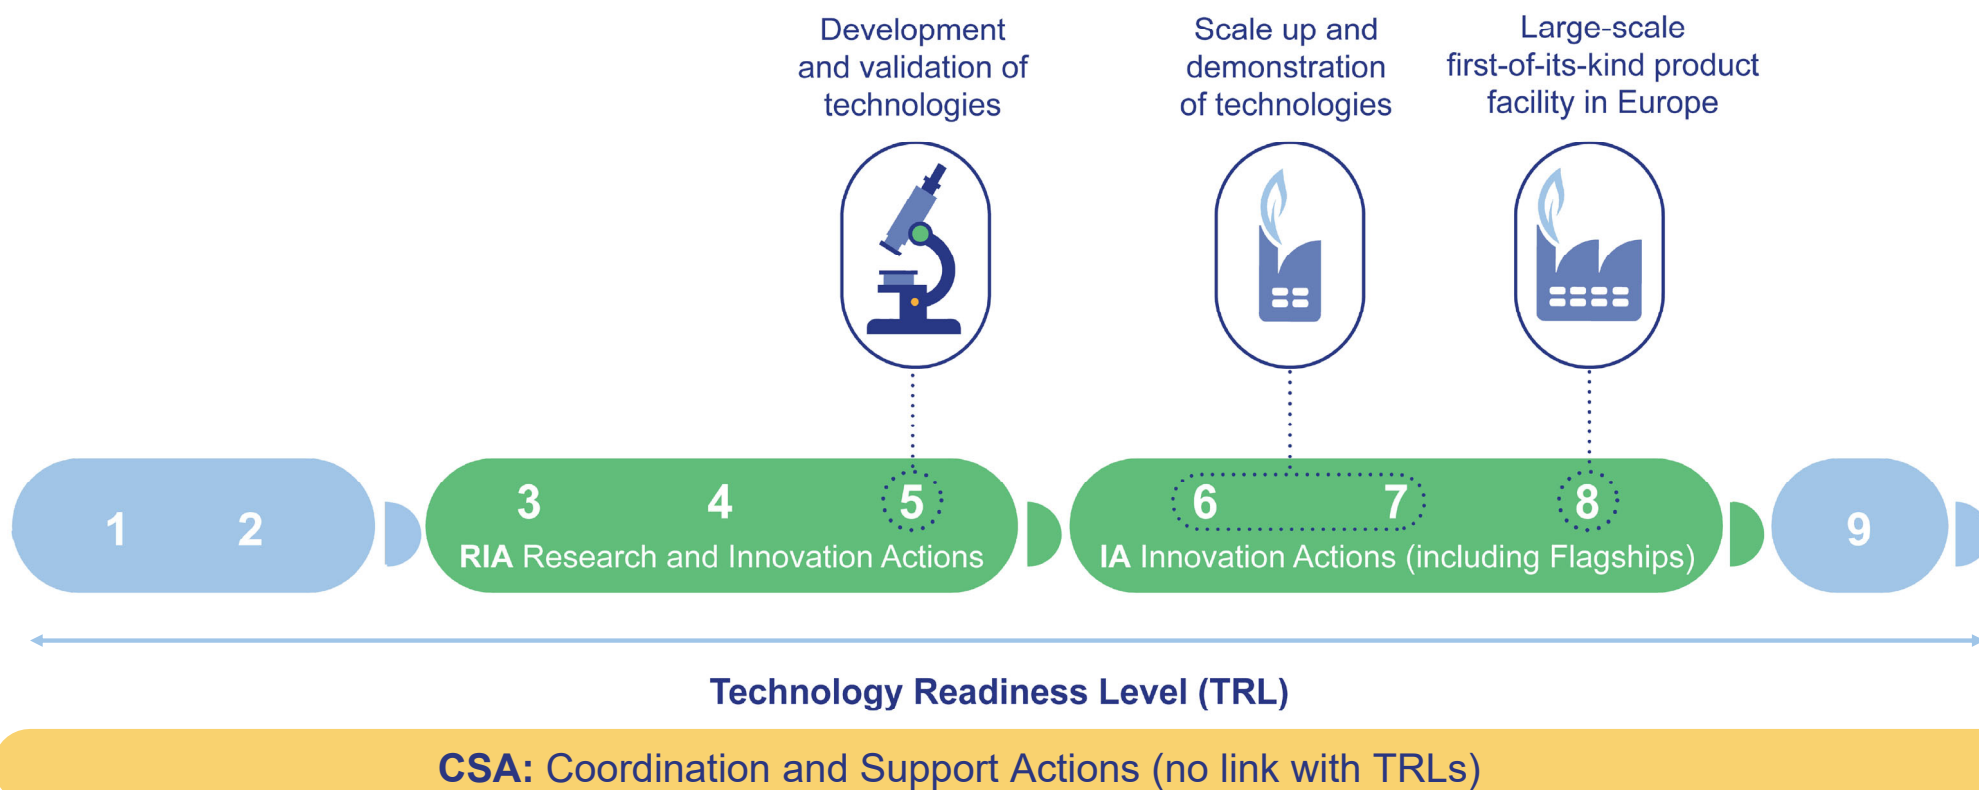 Development
and validation of
technologies
Scale up and
demonstration
of technologies
Large-scale
first-of-its-kind product
facility in Europe
1 2
3 4 5
RIA Research and Innovation Actions
6 7 8
IA Innovation Actions (including Flagships)
9
Technology Readiness Level (TRL)
CSA: Coordination and Support Actions (no link with TRLs)